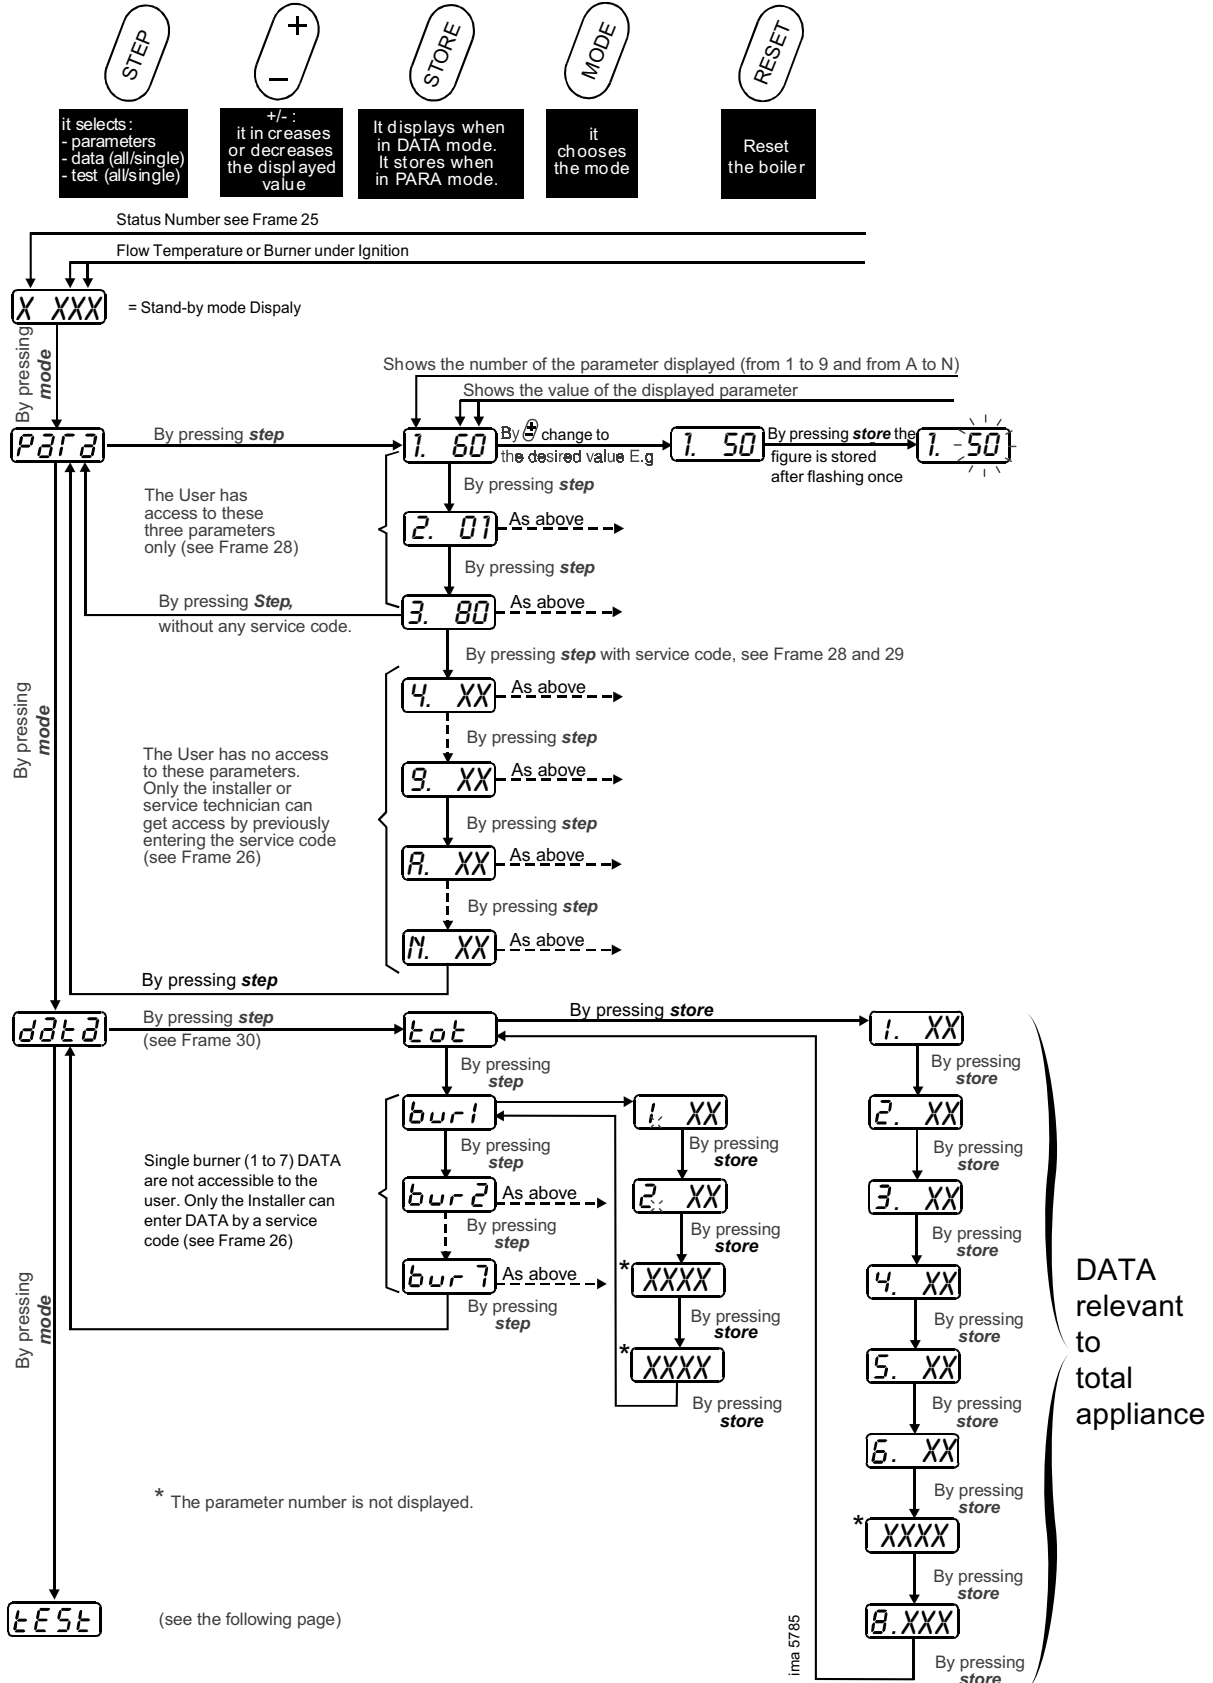 STEP
+
−
STORE
MODE
RESET
it selects:
- parameters
- data (all/single)
- test (all/single)
+/- :
it in creases
or decreases
the displayed
value
It displays when
in DATA mode.
It stores when
in PARA mode.
it
chooses
the mode
Reset
the boiler
Status Number see Frame 25
Flow Temperature or Burner under Ignition
X XXX
= Stand-by mode Dispaly
By pressing
mode
Shows the number of the parameter displayed (from 1 to 9 and from A to N)
Shows the value of the displayed parameter
Para
By pressing step
1. 60
By + change to
the desired value E.g
1. 50
By pressing store the
figure is stored
after flashing once
1. 50
By pressing step
The User has
access to these
three parameters
only (see Frame 28)
2. 01
As above
By pressing step
By pressing Step,
without any service code.
3. 80
As above
By pressing step with service code, see Frame 28 and 29
4. XX
As above
By pressing
mode
By pressing step
The User has no access
to these parameters.
Only the installer or
service technician can
get access by previously
entering the service code
(see Frame 26)
9. XX
As above
By pressing step
A. XX
As above
By pressing step
N. XX
As above
By pressing step
data
By pressing step
(see Frame 30)
tot
By pressing store
1. XX
By pressing
step
By pressing
store
bur1
1. XX
2. XX
By pressing
step
By pressing
store
By pressing
store
Single burner (1 to 7) DATA
are not accessible to the
user. Only the Installer can
enter DATA by a service
code (see Frame 26)
bur2
As above
2. XX
3. XX
By pressing
step
By pressing
store
By pressing
store
bur7
As above
* XXXX
4. XX
By pressing
step
By pressing
store
By pressing
store
By pressing
mode
* XXXX
5. XX
By pressing
store
By pressing
store
DATA
relevant
to
total
appliance
6. XX
By pressing
store
* The parameter number is not displayed.
* XXXX
By pressing
store
tESt
(see the following page)
8.XXX
By pressing
store
ima 5785